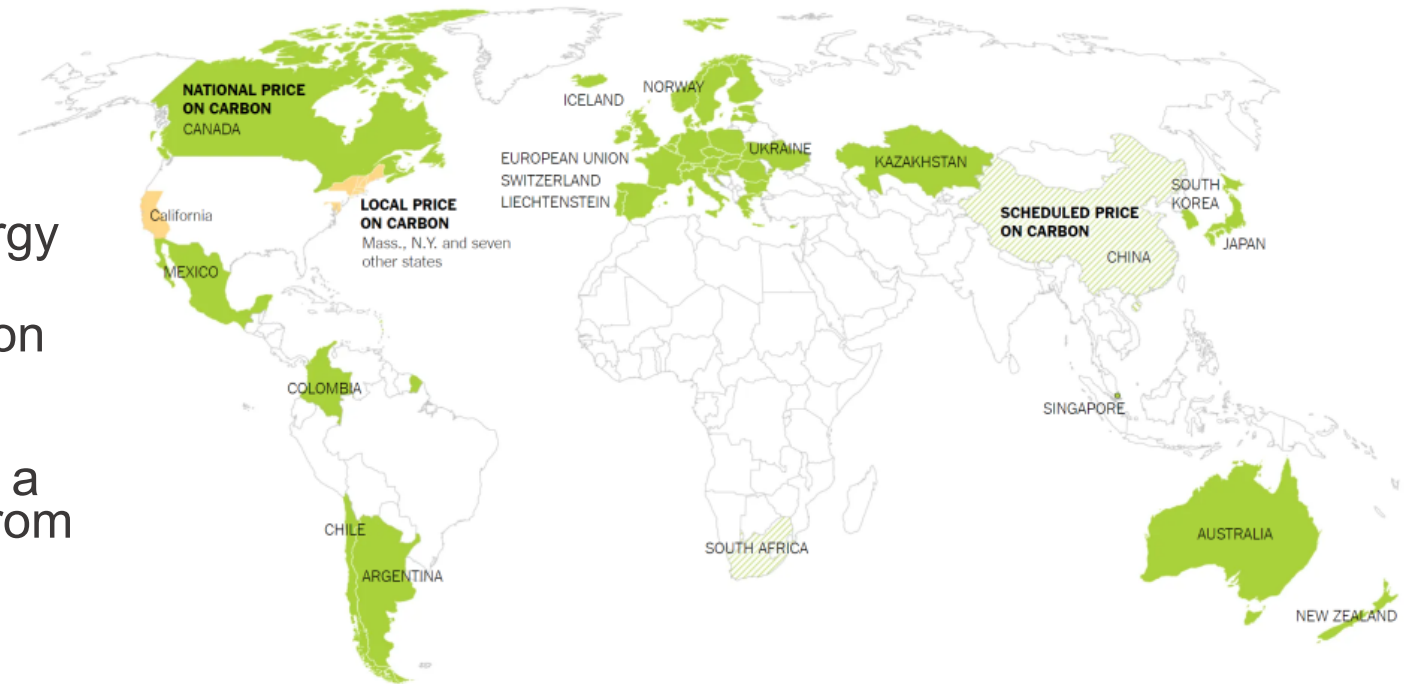 rgy
on
a
rom
NATIONAL PRICE
ON CARBON
CANADA
California
LOCAL PRICE
ON CARBON
Mass., N.Y. and seven
other states
MEXICO
COLOMBIA
CHILE
ARGENTINA
ICELAND
NORWAY
EUROPEAN UNION
SWITZERLAND
LIECHTENSTEIN
UKRAINE
KAZAKHSTAN
SCHEDULED PRICE
ON CARBON
CHINA
SOUTH
KOREA
JAPAN
SINGAPORE
SOUTH AFRICA
AUSTRALIA
NEW ZEALAND